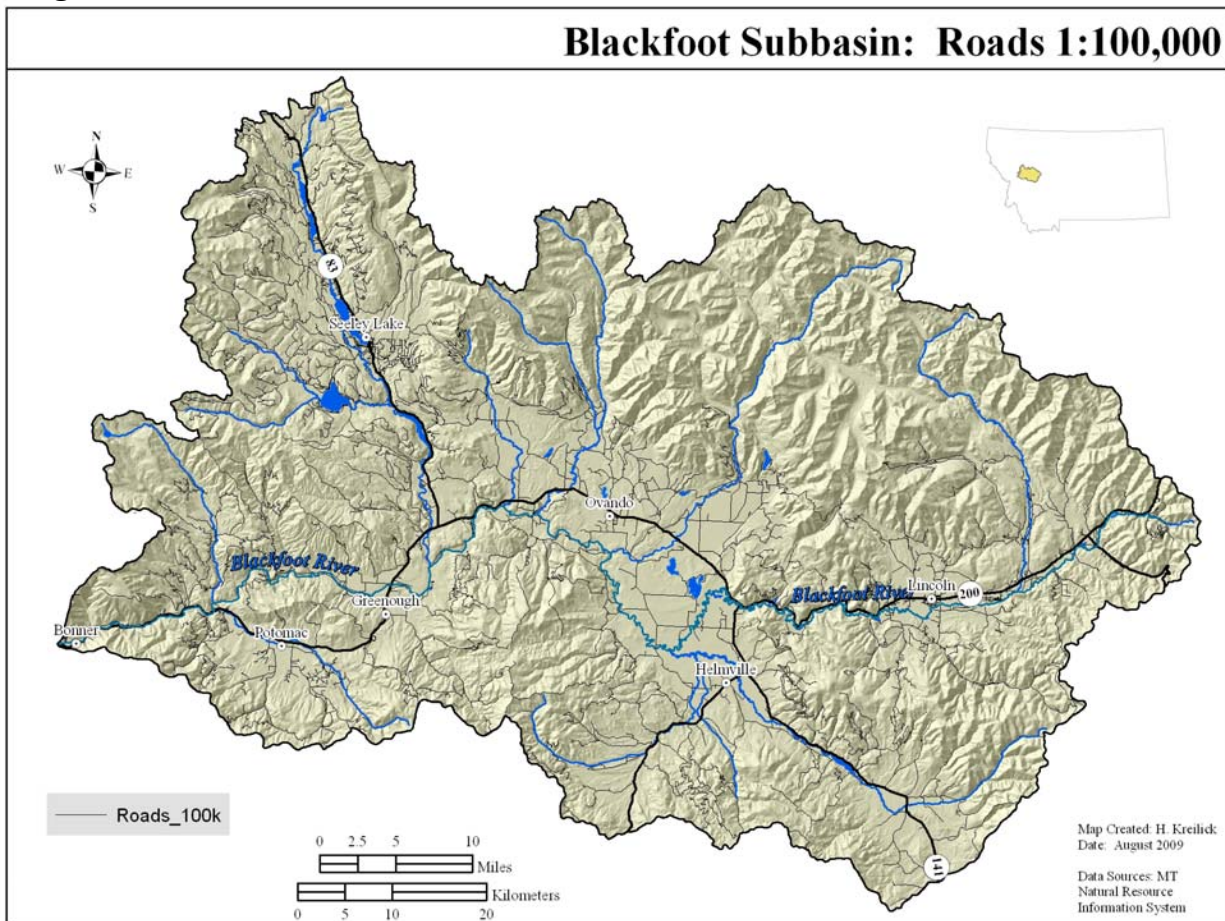 Blackfoot Subbasin: Roads 1:100,000
N
W E
S
83
Seeley Lake
Ovando
Blackfoot River
Blackfoot River
Lincoln
200
Greenough
Bonner
Potomac
Helmville
141
Roads_100k
0 2.5 5 10
Miles
Kilometers
0 5 10 20
Map Created: H. Kreilick
Date: August 2009
Data Sources: MT
Natural Resource
Information System